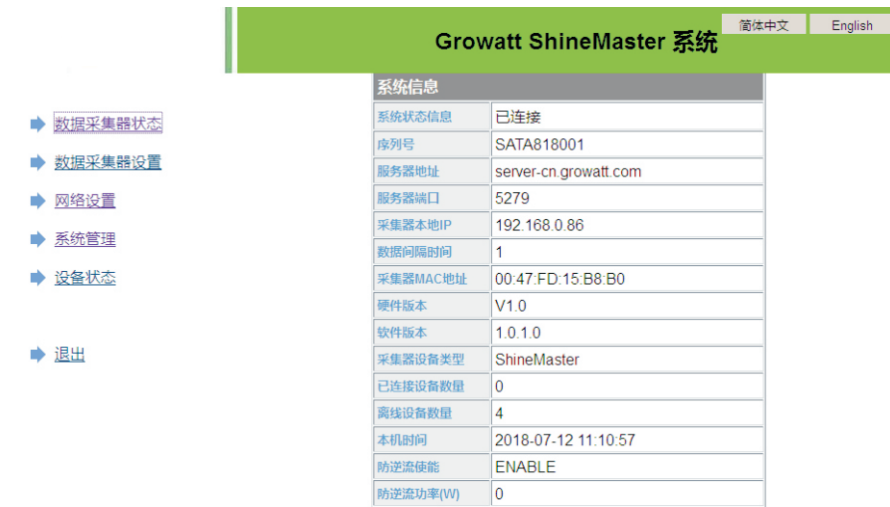 简体中文 English
Growatt ShineMaster 系统
数据采集器状态
数据采集器设置
网络设置
系统管理
设备状态
退出
系统信息
系统状态信息 已连接
序列号 SATA818001
服务器地址 server-cn.growatt.com
服务器端口 5279
采集器本地IP 192.168.0.86
数据间隔时间 1
采集器MAC地址 00:47:FD:15:B8:B0
硬件版本 V1.0
软件版本 1.0.1.0
采集器设备类型 ShineMaster
已连接设备数量 0
离线设备数量 4
本机时间 2018-07-12 11:10:57
防逆流使能 ENABLE
防逆流功率(W) 0